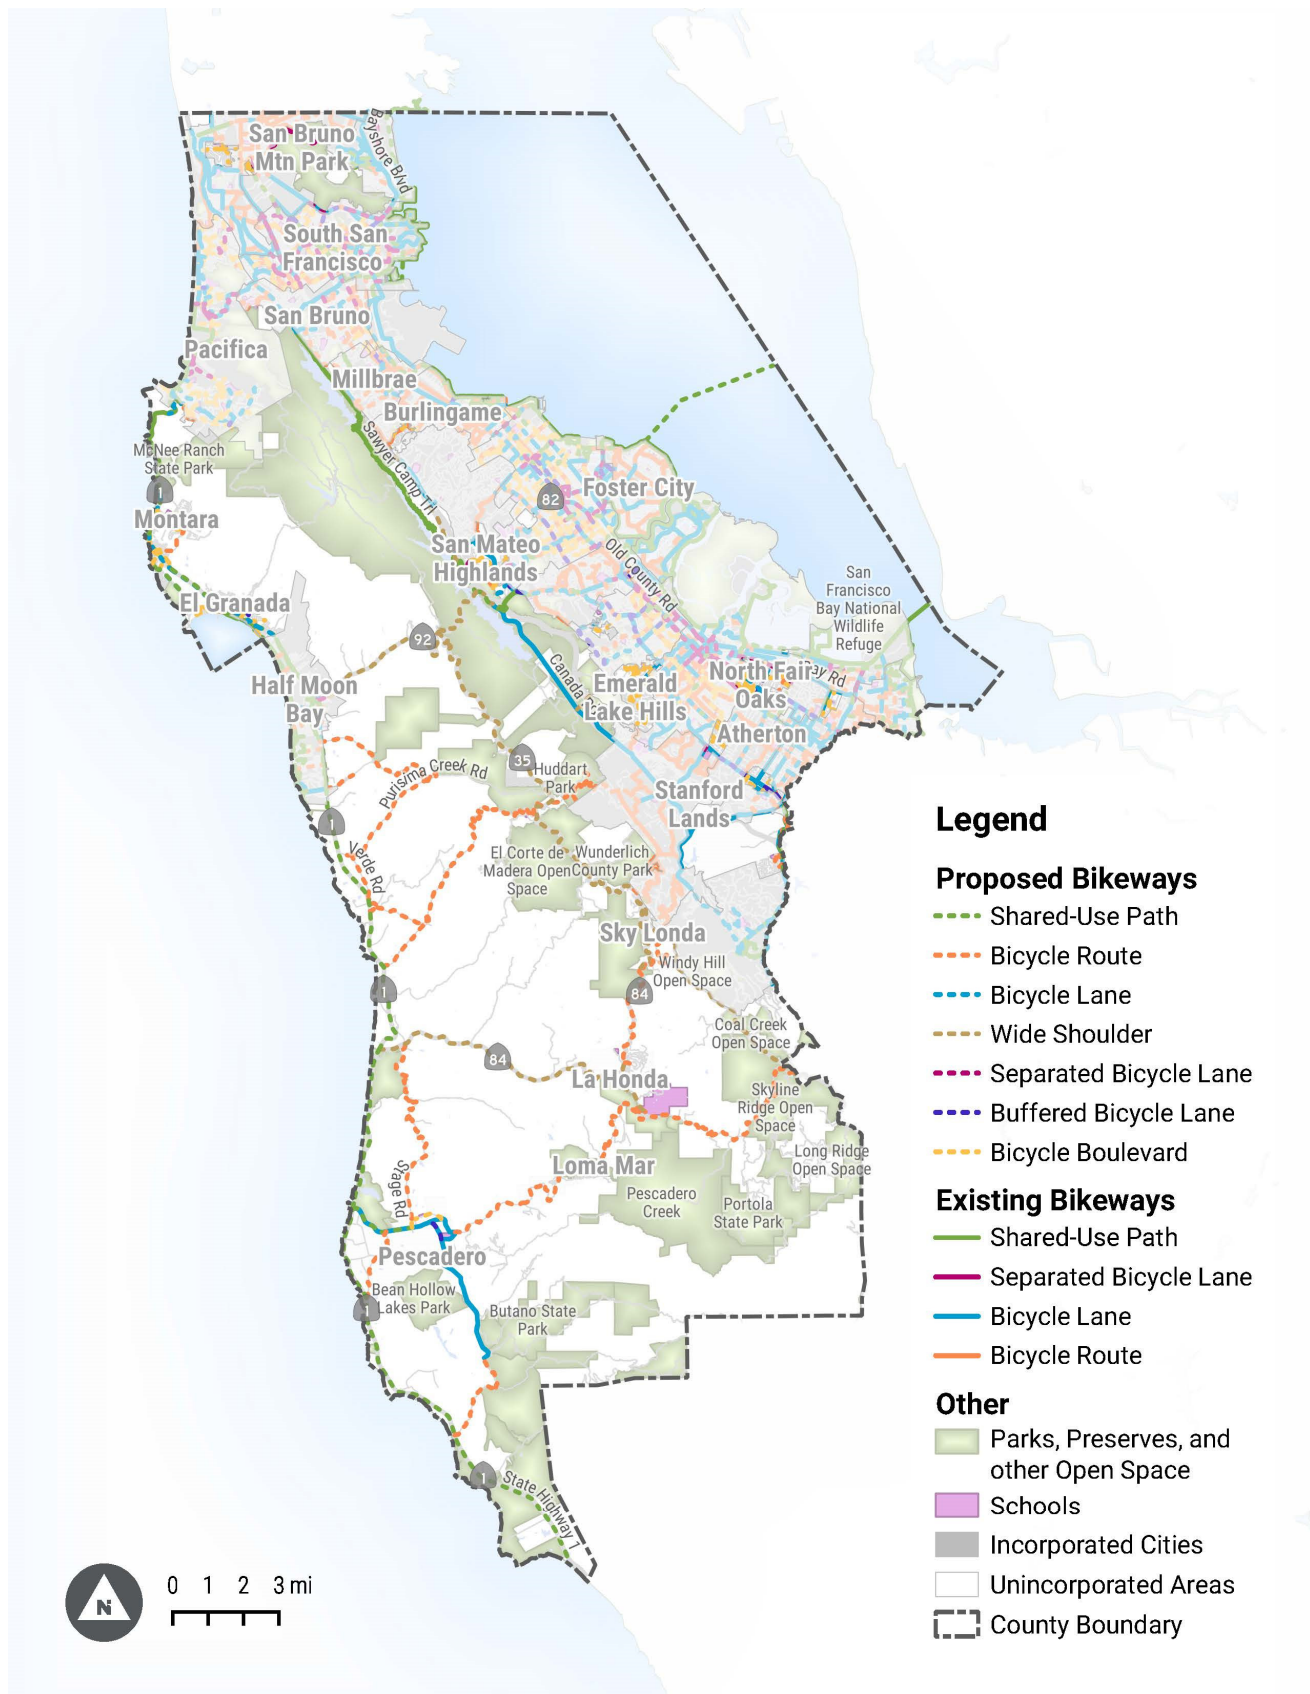 San Bruno
Mtn Park
Bayshore Blvd
South San
Francisco
San Bruno
Pacifica
Millbrae
Burlingame
Sawyer Camp Trl
McNee Ranch
State Park
1
Montara
82
Foster City
San Mateo
Highlands
Old County Rd
San
Francisco
Bay National
Wildlife
Refuge
El Granada
92
Half Moon
Bay
Canada
Emerald
Lake Hills
North Fair
Oaks
Bay Rd
Atherton
35
Huddart
Park
Purisima Creek Rd
Stanford
Lands
1
Verde Rd
El Corte de
Madera Open
Space
Wunderlich
County Park
Sky Londa
Windy Hill
Open Space
84
1
Coal Creek
Open Space
84
La Honda
Skyline
Ridge Open
Space
Long Ridge
Open Space
Loma Mar
Pescadero
Creek
Portola
State Park
Stage Rd
Pescadero
Bean Hollow
Lakes Park
1
Butano State
Park
1
State Highway 1
N
0 1 2 3 mi
Legend
Proposed Bikeways
Shared-Use Path
Bicycle Route
Bicycle Lane
Wide Shoulder
Separated Bicycle Lane
Buffered Bicycle Lane
Bicycle Boulevard
Existing Bikeways
Shared-Use Path
Separated Bicycle Lane
Bicycle Lane
Bicycle Route
Other
Parks, Preserves, and
other Open Space
Schools
Incorporated Cities
Unincorporated Areas
County Boundary